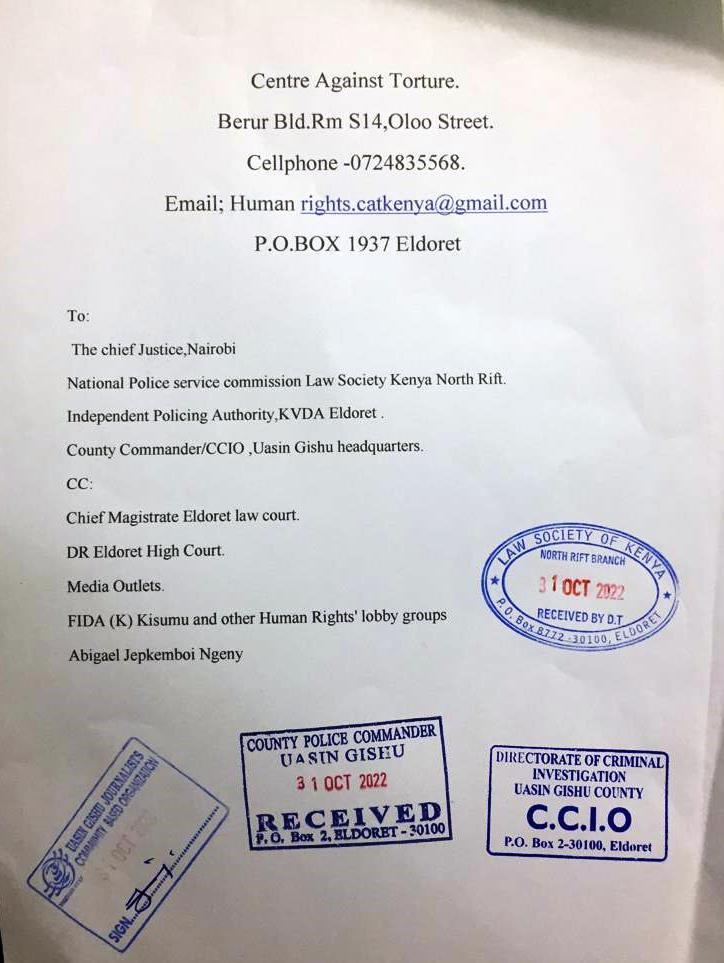 Centre Against Torture.
Berur Bld.Rm S14,Oloo Street.
Cellphone -0724835568.
Email; Human rights.catkenya@gmail.com
P.O.BOX 1937 Eldoret
To:
The chief Justice,Nairobi
National Police service commission Law Society Kenya North Rift.
Independent Policing Authority,KVDA Eldoret .
County Commander/CCIO ,Uasin Gishu headquarters.
CC:
Chief Magistrate Eldoret law court.
DR Eldoret High Court.
Media Outlets.
FIDA (K) Kisumu and other Human Rights' lobby groups
Abigael Jepkemboi Ngeny
LAW SOCIETY OF KENYA
NORTH RIFT BRANCH
31 OCT 2022
RECEIVED BY D.T
P.O. Box 8772-30100, ELDORET
COUNTY POLICE COMMANDER
UASIN GISHU
31 OCT 2022
RECEIVED
P. O. Box 2, ELDORET - 30100
DIRECTORATE OF CRIMINAL
INVESTIGATION
UASIN GISHU COUNTY
C.C.I.O
P.O. Box 2-30100, Eldoret
UASIN GISHU JOURNALISTS
COMMUNITY BASED ORGANIZATION
OCT
SIGN